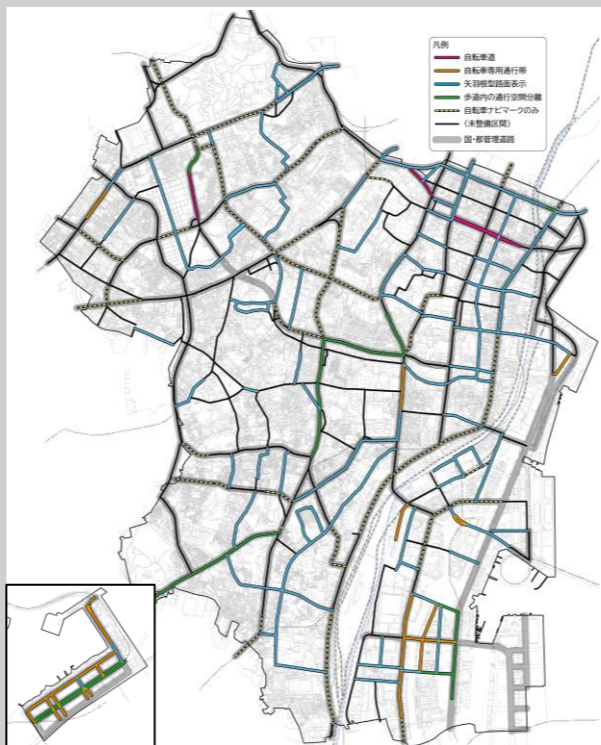 凡例
自転車道
自転車専用通行帯
矢羽根型路面表示
歩道内の通行空間分離
自転車ナビマークのみ
(未整備区間)
国・都管理道路